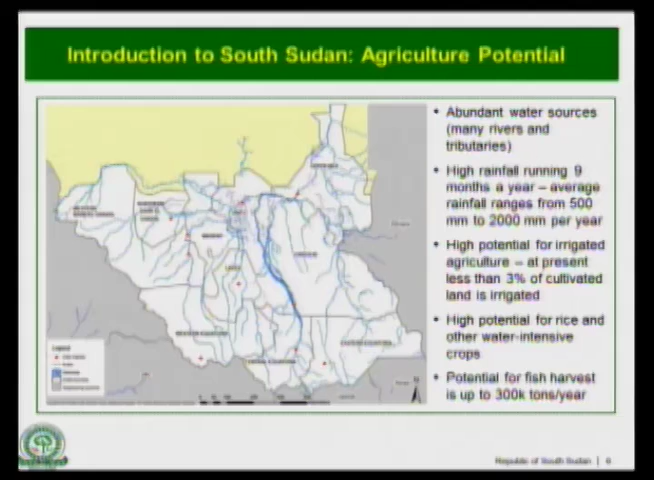 Introduction to South Sudan: Agriculture Potential
• Abundant water sources
(many rivers and
tributaries)
• High rainfall running 9
months a year – average
rainfall ranges from 500
mm to 2000 mm per year
• High potential for irrigated
agriculture – at present
less than 3% of cultivated
land is irrigated
• High potential for rice and
other water-intensive
crops
• Potential for fish harvest
is up to 300k tons/year
Legend
Republic of South Sudan | 6